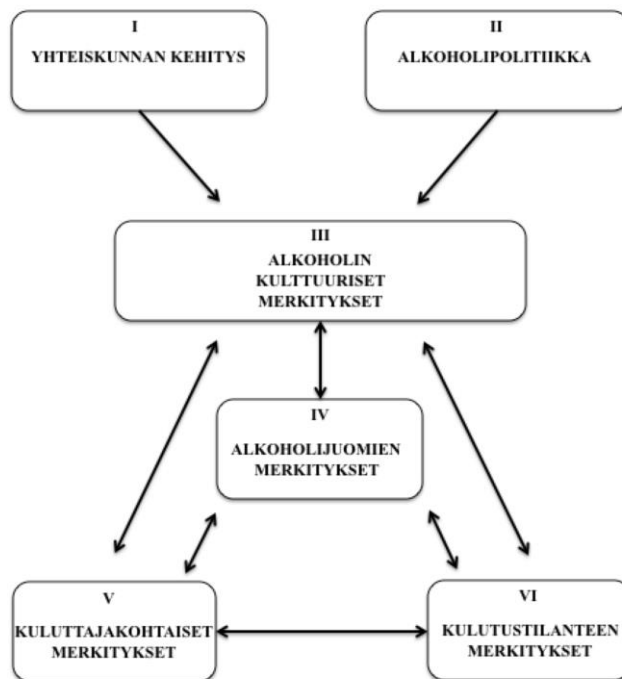 I
YHTEISKUNNAN KEHITYS
II
ALKOHOLIPOLITIIKKA
III
ALKOHOLIN
KULTTUURISET
MERKITYKSET
IV
ALKOHOLIJUOMIEN
MERKITYKSET
V
KULUTTAJAKOHTAISET
MERKITYKSET
VI
KULUTUSTILANTEEN
MERKITYKSET